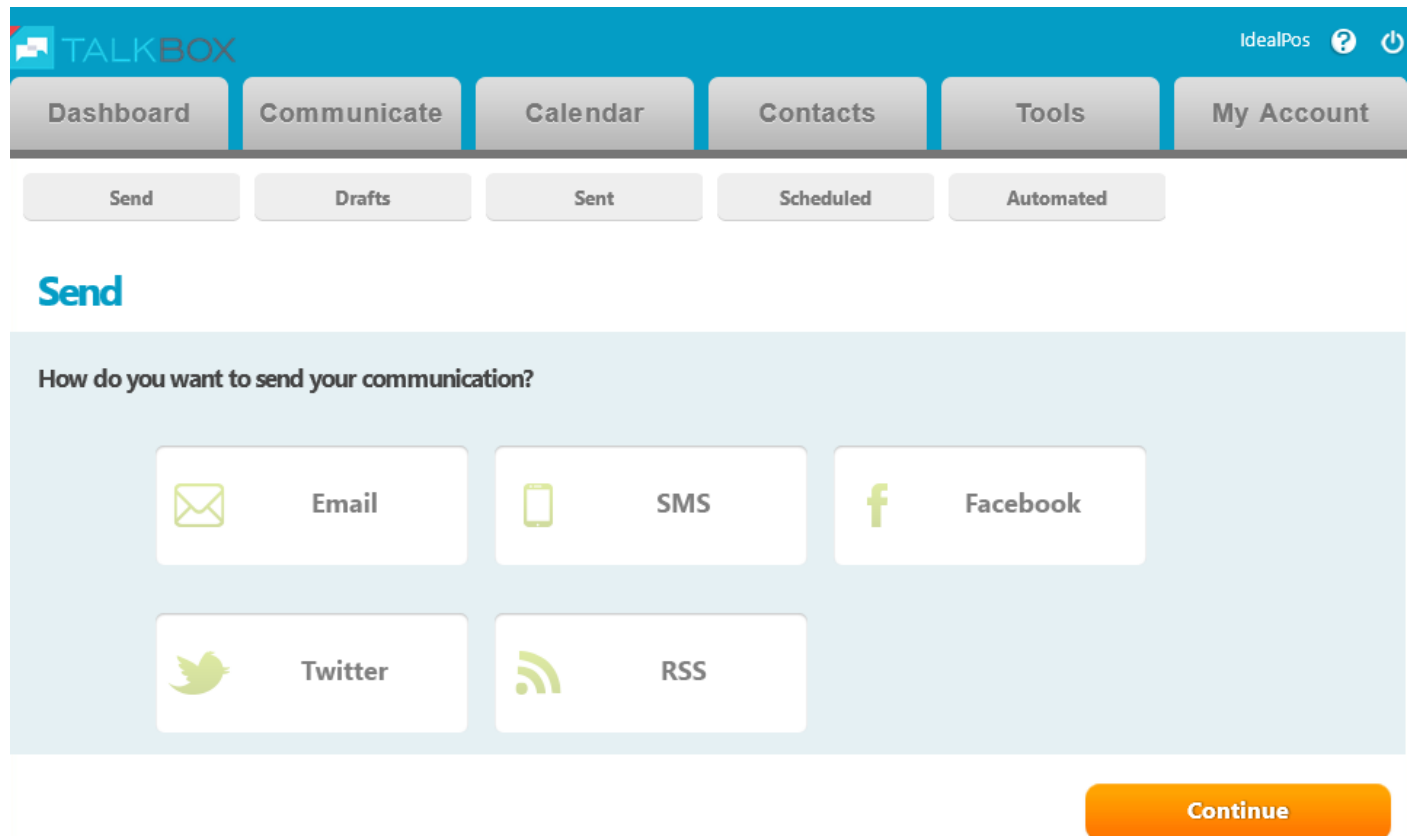 TALKBOX
IdealPos ?
Dashboard Communicate Calendar Contacts Tools My Account
Send Drafts Sent Scheduled Automated
Send
How do you want to send your communication?
Email SMS Facebook
Twitter RSS
Continue